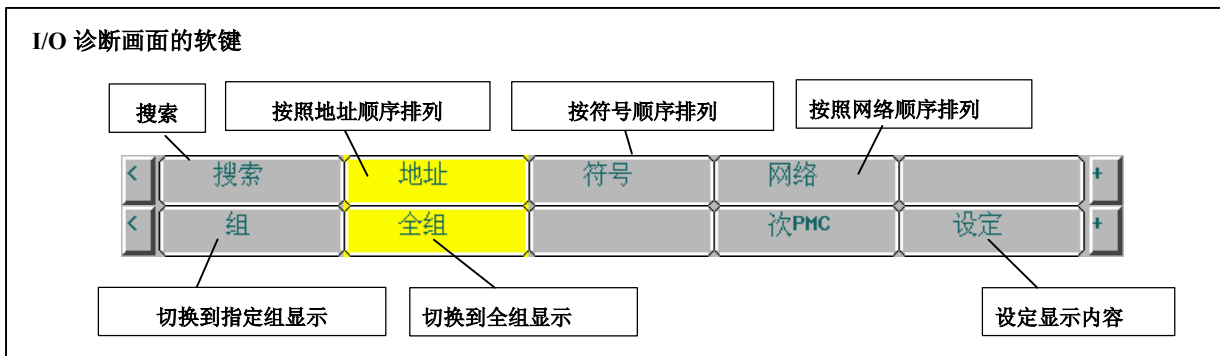 I/O 诊断画面的软键
搜索
按照地址顺序排列
按符号顺序排列
按照网络顺序排列
< 搜索 地址 符号 网络 +
< 组 全组 次PMC 设定 +
切换到指定组显示
切换到全组显示
设定显示内容